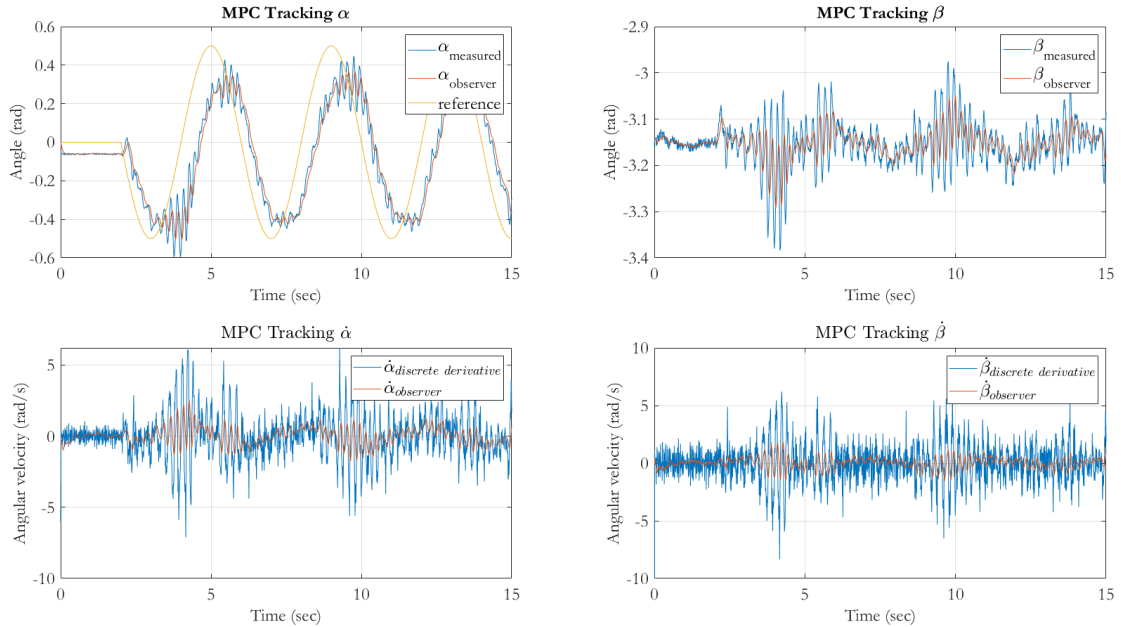 MPC Tracking α
0.6
0.4
0.2
0
-0.2
-0.4
-0.6
Angle (rad)
α measured
α observer
reference
0 5 10 15
Time (sec)
MPC Tracking β
-2.9
-3
-3.1
-3.2
-3.3
-3.4
Angle (rad)
β measured
β observer
0 5 10 15
Time (sec)
MPC Tracking α̇
5
0
-5
-10
Angular velocity (rad/s)
α̇ discrete derivative
α̇ observer
0 5 10 15
Time (sec)
MPC Tracking β̇
10
5
0
-5
-10
Angular velocity (rad/s)
β̇ discrete derivative
β̇ observer
0 5 10 15
Time (sec)